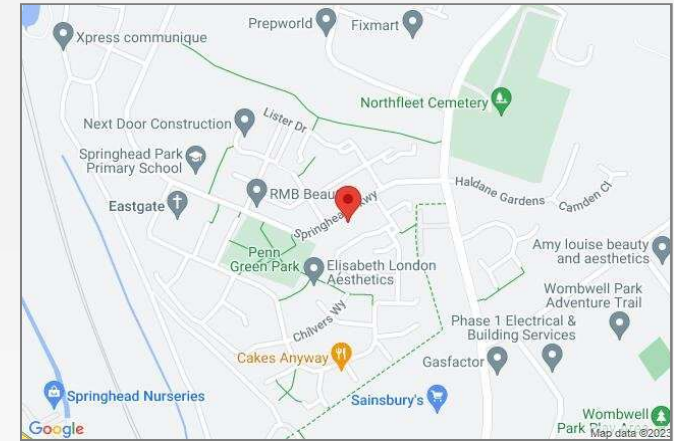 Prepworld
Fixmart
Xpress communique
Northfleet Cemetery
Lister Dr
Next Door Construction
Springhead Park
Primary School
Haldane Gardens
Camden Cl
RMB Beau
Eastgate
Springhead Pkwy
Penn
Green Park
Elisabeth London
Aesthetics
Amy louise beauty
and aesthetics
Wombwell Park
Adventure Trail
Chilvers Wy
Phase 1 Electrical &
Building Services
Cakes Anyway
Gasfactor
Springhead Nurseries
Sainsbury's
Wombwell
Park Play Area
Google
Map data ©2023